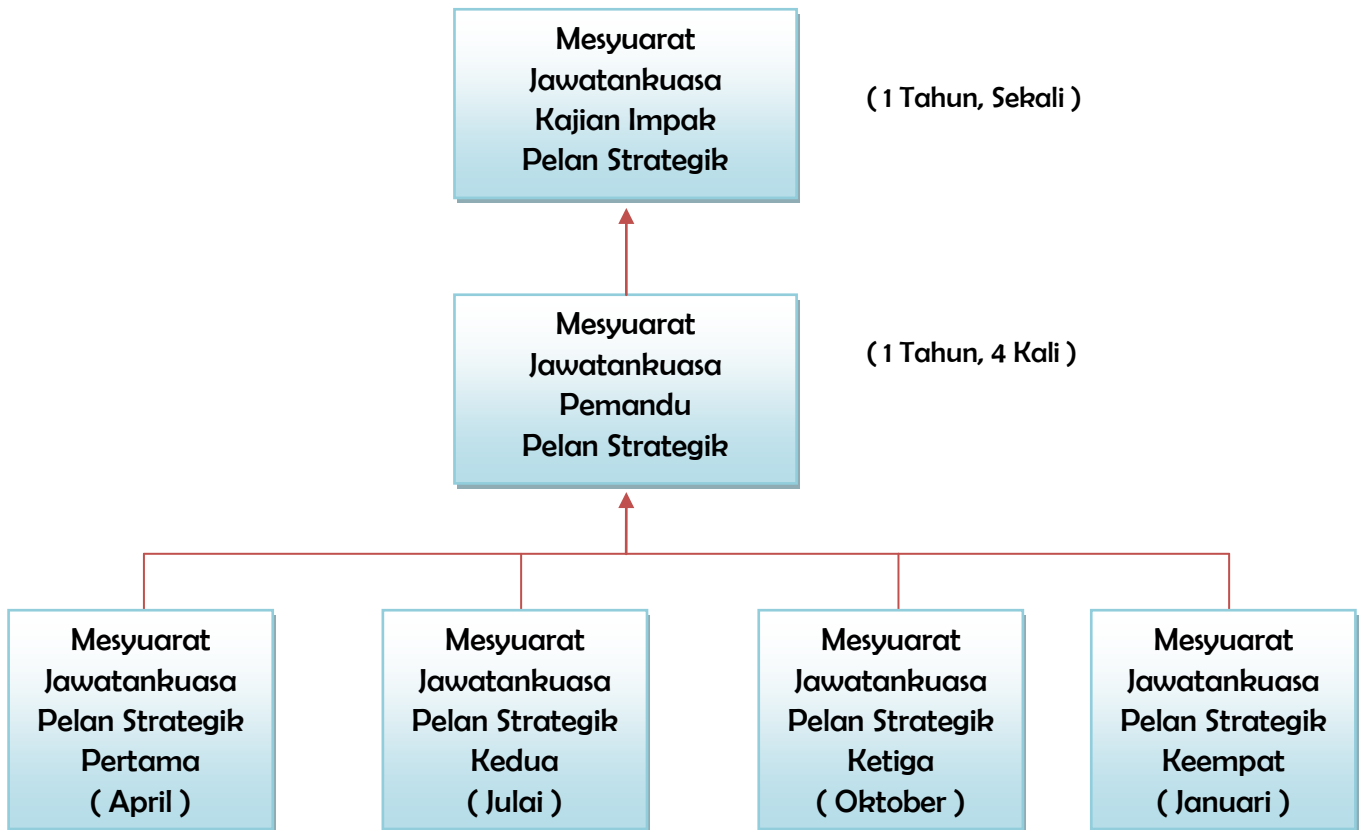 Mesyuarat
Jawatankuasa
Kajian Impak
Pelan Strategik
( 1 Tahun, Sekali )
Mesyuarat
Jawatankuasa
Pemandu
Pelan Strategik
( 1 Tahun, 4 Kali )
Mesyuarat
Jawatankuasa
Pelan Strategik
Pertama
( April )
Mesyuarat
Jawatankuasa
Pelan Strategik
Kedua
( Julai )
Mesyuarat
Jawatankuasa
Pelan Strategik
Ketiga
( Oktober )
Mesyuarat
Jawatankuasa
Pelan Strategik
Keempat
( Januari )